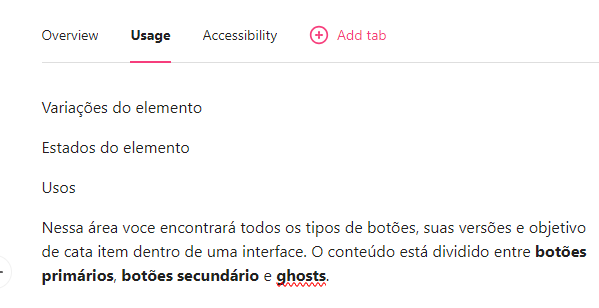 Overview Usage Accessibility Add tab
Variações do elemento
Estados do elemento
Usos
Nessa área voce encontrará todos os tipos de botões, suas versões e objetivo
de cata item dentro de uma interface. O conteúdo está dividido entre botões
primários, botões secundário e ghosts.